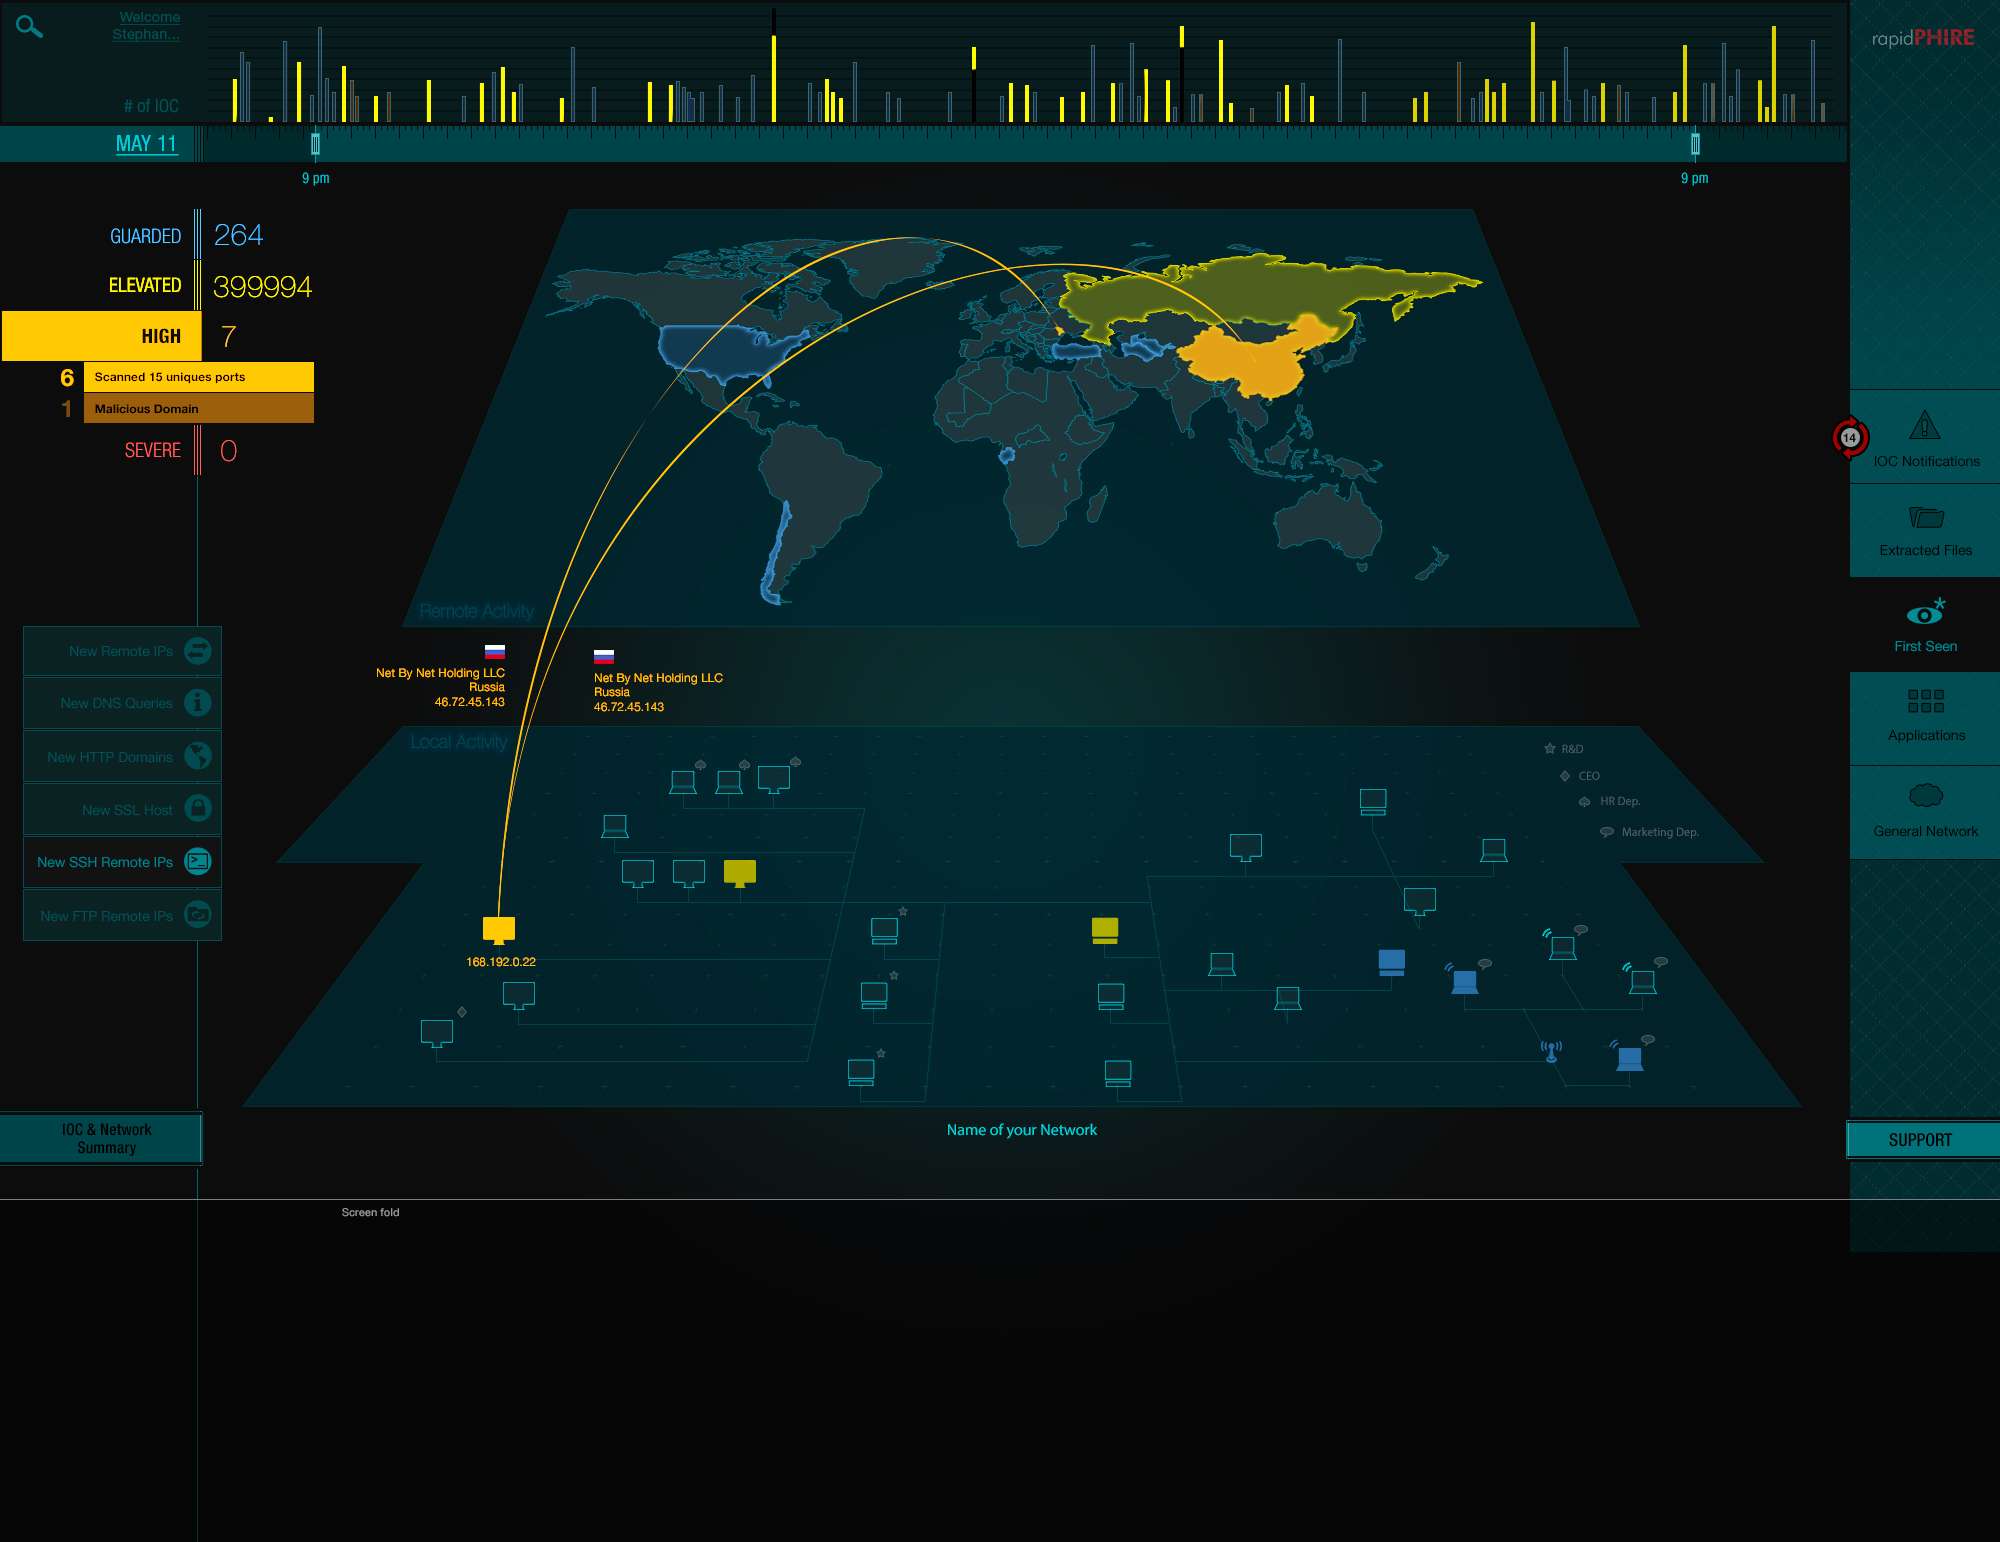 Welcome
Stephan...
rapidPHIRE
# of IOC
MAY 11
9 pm
9 pm
GUARDED 264
ELEVATED 399994
HIGH 7
6 Scanned 15 uniques ports
1 Malicious Domain
SEVERE 0
14
IOC Notifications
Extracted Files
First Seen
Applications
General Network
Remote Activity
New Remote IPs
New DNS Queries
New HTTP Domains
New SSL Host
New SSH Remote IPs
New FTP Remote IPs
Net By Net Holding LLC
Russia
46.72.45.143
Net By Net Holding LLC
Russia
46.72.45.143
Local Activity
R&D
CEO
HR Dep.
Marketing Dep.
168.192.0.22
Name of your Network
IOC & Network
Summary
SUPPORT
Screen fold